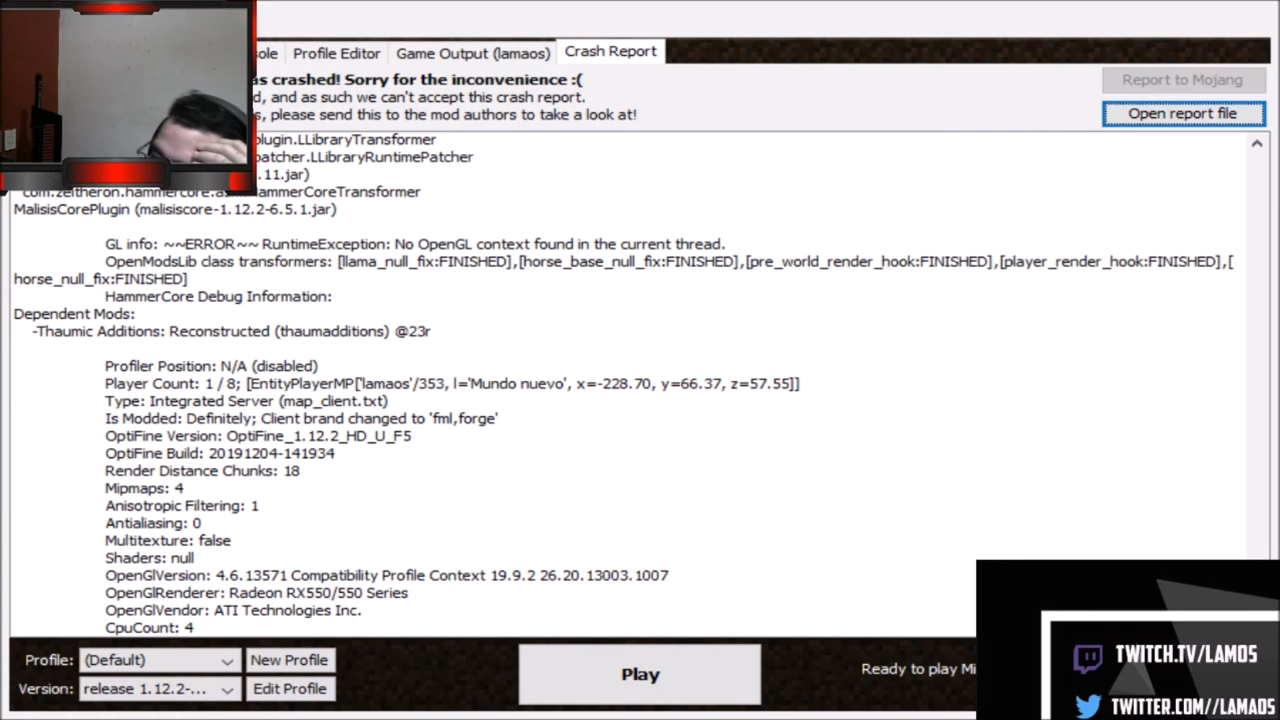 ole
Profile Editor
Game Output (lamaos)
Crash Report
as crashed! Sorry for the inconvenience :(
d, and as such we can't accept this crash report.
s, please send this to the mod authors to take a look at!
Report to Mojang
Open report file
plugin.LLibraryTransformer
patcher.LLibraryRuntimePatcher
.11.jar)
HammerCoreTransformer
MalisisCorePlugin (malisiscore-1.12.2-6.5.1.jar)
GL info: ~~ERROR~~ RuntimeException: No OpenGL context found in the current thread.
OpenModsLib class transformers: [llama_null_fix:FINISHED],[horse_base_null_fix:FINISHED],[pre_world_render_hook:FINISHED],[player_render_hook:FINISHED],[
horse_null_fix:FINISHED]
HammerCore Debug Information:
Dependent Mods:
-Thaumic Additions: Reconstructed (thaumadditions) @23r
Profiler Position: N/A (disabled)
Player Count: 1 / 8; [EntityPlayerMP['lamaos'/353, l='Mundo nuevo', x=-228.70, y=66.37, z=57.55]]
Type: Integrated Server (map_client.txt)
Is Modded: Definitely; Client brand changed to 'fml,forge'
OptiFine Version: OptiFine_1.12.2_HD_U_F5
OptiFine Build: 20191204-141934
Render Distance Chunks: 18
Mipmaps: 4
Anisotropic Filtering: 1
Antialiasing: 0
Multitexture: false
Shaders: null
OpenGlVersion: 4.6.13571 Compatibility Profile Context 19.9.2 26.20.13003.1007
OpenGlRenderer: Radeon RX550/550 Series
OpenGlVendor: ATI Technologies Inc.
CpuCount: 4
Profile: (Default) New Profile
Version: release 1.12.2-... Edit Profile
Play
Ready to play Mi
TWITCH.TV/LAMOS
TWITTER.COM//LAMAOS